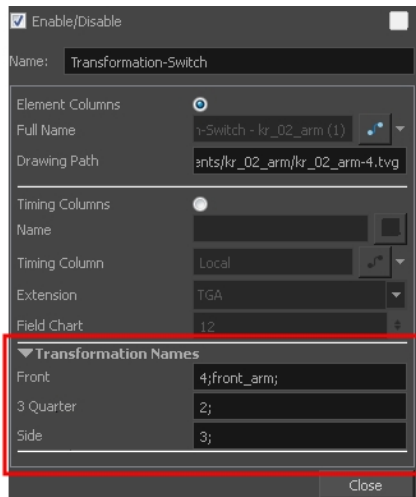 Enable/Disable
Name: Transformation-Switch
Element Columns
Full Name n-Switch - kr_02_arm (1)
Drawing Path ents/kr_02_arm/kr_02_arm-4.tvg
Timing Columns
Name
Timing Column Local
Extension TGA
Field Chart 12
Transformation Names
Front 4;front_arm;
3 Quarter 2;
Side 3;
Close